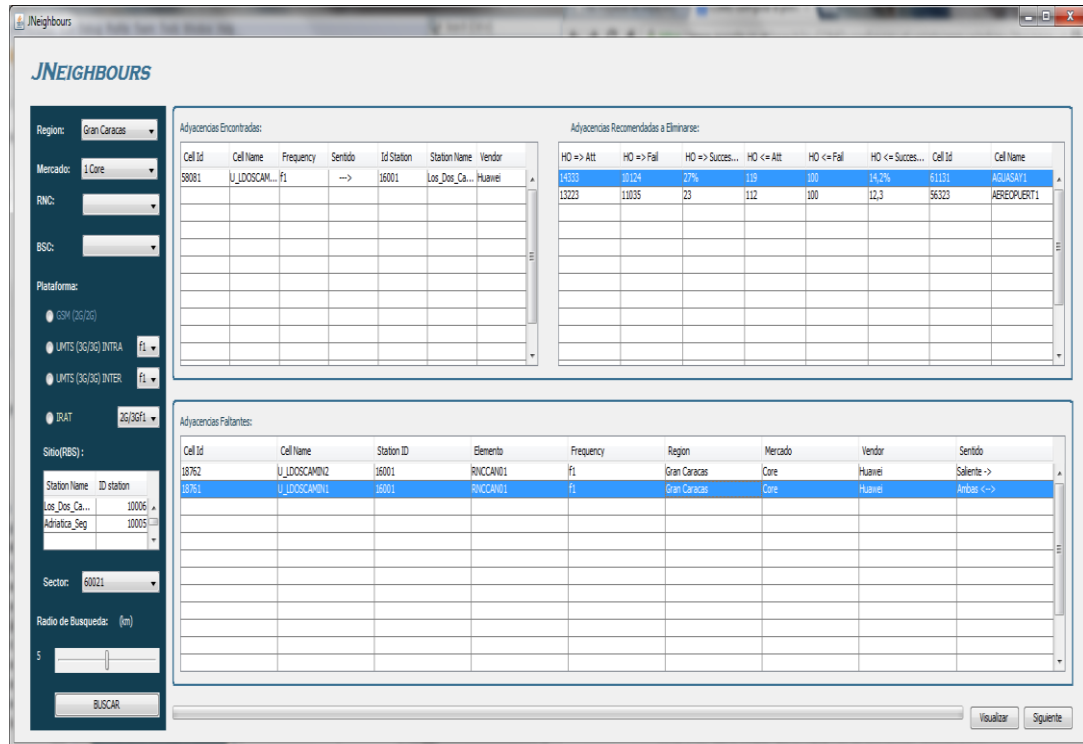 JNeighbours
JNEIGHBOURS
Region: Gran Caracas
Mercado: 1 Core
RNC:
BSC:
Plataforma:
GSM (2G/2G)
UMTS (3G/3G) INTRA f1
UMTS (3G/3G) INTER f1
IRAT 2G/3Gf1
Sitio(RBS) :
Station Name ID station
Los_Dos_Ca... 10006
Adriatica_Seg 10005
Sector: 60021
Radio de Busqueda: (km)
5
BUSCAR
Adyacencias Encontradas:
Cell Id Cell Name Frequency Sentido Id Station Station Name Vendor
58081 U_LDOSCAM... f1 ---> 16001 Los_Dos_Ca... Huawei
Adyacencias Recomendadas a Eliminarse:
HO => Att HO => Fail HO => Succes... HO <= Att HO <= Fail HO <= Succes... Cell Id Cell Name
14333 10124 27% 119 100 14,2% 61131 AGUASAY1
13223 11035 23 112 100 12,3 56323 AEREOPUERT1
Adyacencias Faltantes:
Cell Id Cell Name Station ID Elemento Frequency Region Mercado Vendor Sentido
18762 U_LDOSCAMIN2 16001 RNCCAN01 f1 Gran Caracas Core Huawei Saliente ->
18761 U_LDOSCAMIN1 16001 RNCCAN01 f1 Gran Caracas Core Huawei Ambas <-->
Visualizar Siguiente